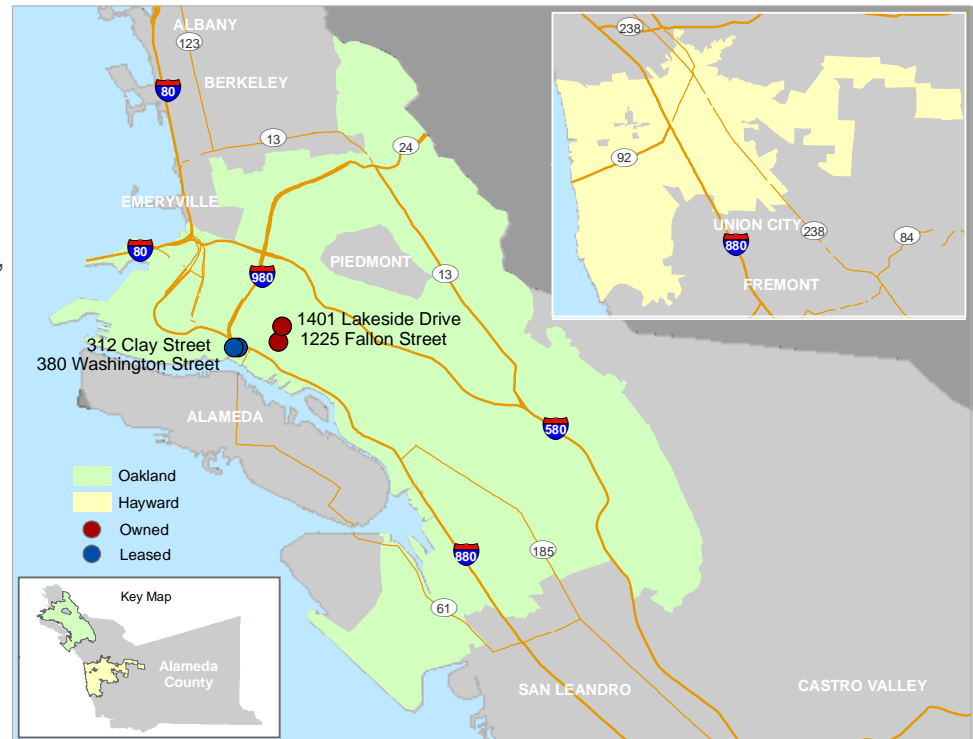 ALBANY
123
238
BERKELEY
80
13
24
92
EMERYVILLE
UNION CITY
238
84
880
80
PIEDMONT
,
980
13
FREMONT
1401 Lakeside Drive
312 Clay Street
1225 Fallon Street
380 Washington Street
ALAMEDA
580
Oakland
Hayward
Owned
Leased
880
185
Key Map
61
Alameda
County
SAN LEANDRO
CASTRO VALLEY